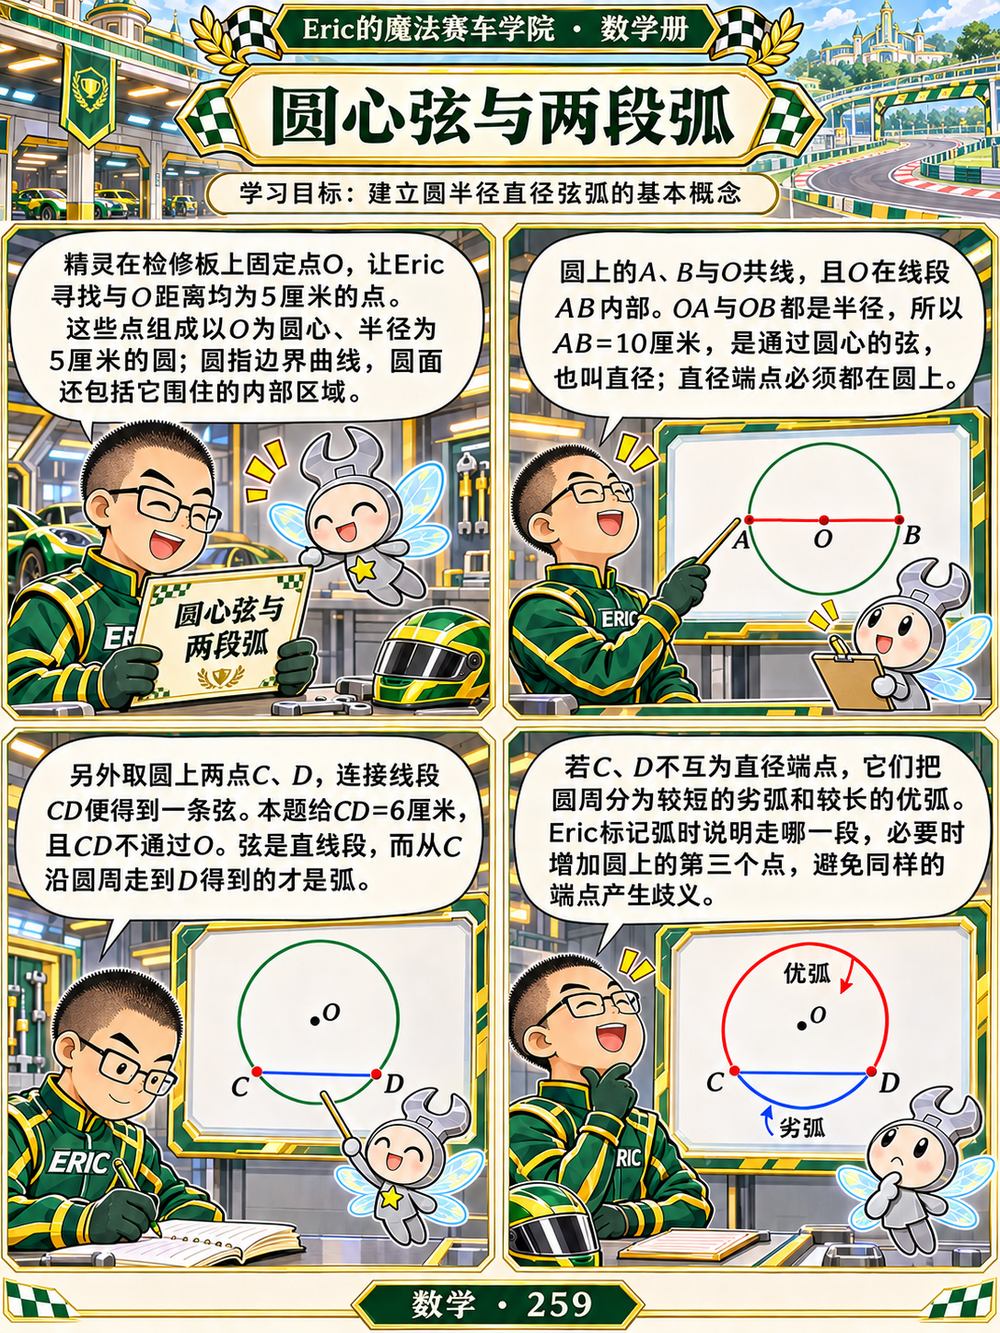 Eric的魔法赛车学院 · 数学册
圆心弦与两段弧
学习目标：建立圆半径直径弦弧的基本概念
精灵在检修板上固定点O，让Eric
寻找与O距离均为5厘米的点。
这些点组成以O为圆心、半径为
5厘米的圆；圆指边界曲线，圆面
还包括它围住的内部区域。
ER
圆心弦与
两段弧
圆上的A、B与O共线，且O在线段
AB内部。OA与OB都是半径，所以
AB=10厘米，是通过圆心的弦，
也叫直径；直径端点必须都在圆上。
A
O
B
ERIC
另外取圆上两点C、D，连接线段
CD便得到一条弦。本题给CD=6厘米，
且CD不通过O。弦是直线段，而从C
沿圆周走到D得到的才是弧。
O
C
D
ERIC
若C、D不互为直径端点，它们把
圆周分为较短的劣弧和较长的优弧。
Eric标记弧时说明走哪一段，必要时
增加圆上的第三个点，避免同样的
端点产生歧义。
优弧
O
C
D
劣弧
RIC
数学 · 259